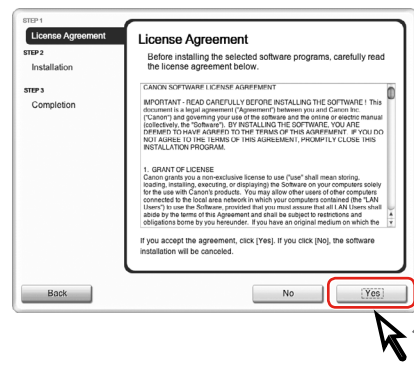 STEP 1
License Agreement
STEP 2
Installation
STEP 3
Completion
License Agreement
Before installing the selected software programs, carefully read
the license agreement below.
CANON SOFTWARE LICENSE AGREEMENT
IMPORTANT - READ CAREFULLY BEFORE INSTALLING THE SOFTWARE ! This
document is a legal agreement ("Agreement") between you and Canon Inc.
("Canon") and governing your use of the software and the online or electric manual
(collectively, the "Software"). BY INSTALLING THE SOFTWARE, YOU ARE
DEEMED TO HAVE AGREED TO THE TERMS OF THIS AGREEMENT. IF YOU DO
NOT AGREE TO THE TERMS OF THIS AGREEMENT, PROMPTLY CLOSE THIS
INSTALLATION PROGRAM.
1. GRANT OF LICENSE
Canon grants you a non-exclusive license to use ("use" shall mean storing,
loading, installing, executing, or displaying) the Software on your computers solely
for the use with Canon's products. You may allow other users of other computers
connected to the local area network in which your computers contained (the "LAN
Users") to use the Software, provided that you must assure that all LAN Users shall
abide by the terms of this Agreement and shall be subject to restrictions and
obligations borne by you hereunder. If you have an original medium on which the
If you accept the agreement, click [Yes]. If you click [No], the software
installation will be canceled.
Back
No
Yes